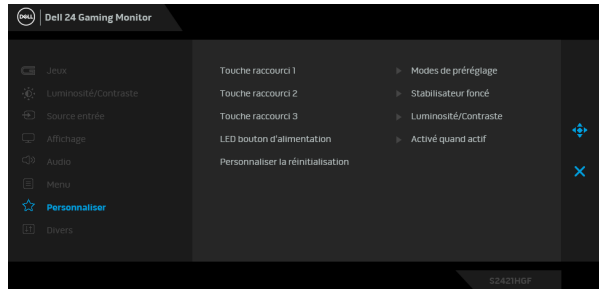 DELL
Dell 24 Gaming Monitor
Jeux
Luminosité/Contraste
Source entrée
Affichage
Audio
Menu
Personnaliser
Divers
Touche raccourci 1
Modes de préréglage
Touche raccourci 2
Stabilisateur foncé
Touche raccourci 3
Luminosité/Contraste
LED bouton d'alimentation
Activé quand actif
Personnaliser la réinitialisation
S2421HGF